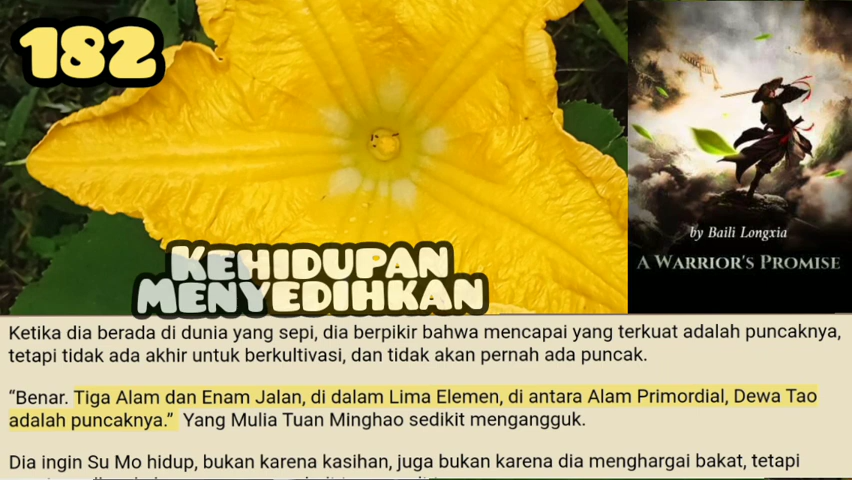 182
KEHIDUPAN
MENYEDIHKAN
by Baili Longxia
A WARRIOR'S PROMISE
Ketika dia berada di dunia yang sepi, dia berpikir bahwa mencapai yang terkuat adalah puncaknya,
tetapi tidak ada akhir untuk berkultivasi, dan tidak akan pernah ada puncak.
“Benar. Tiga Alam dan Enam Jalan, di dalam Lima Elemen, di antara Alam Primordial, Dewa Tao
adalah puncaknya.” Yang Mulia Tuan Minghao sedikit mengangguk.
Dia ingin Su Mo hidup, bukan karena kasihan, juga bukan karena dia menghargai bakat, tetapi